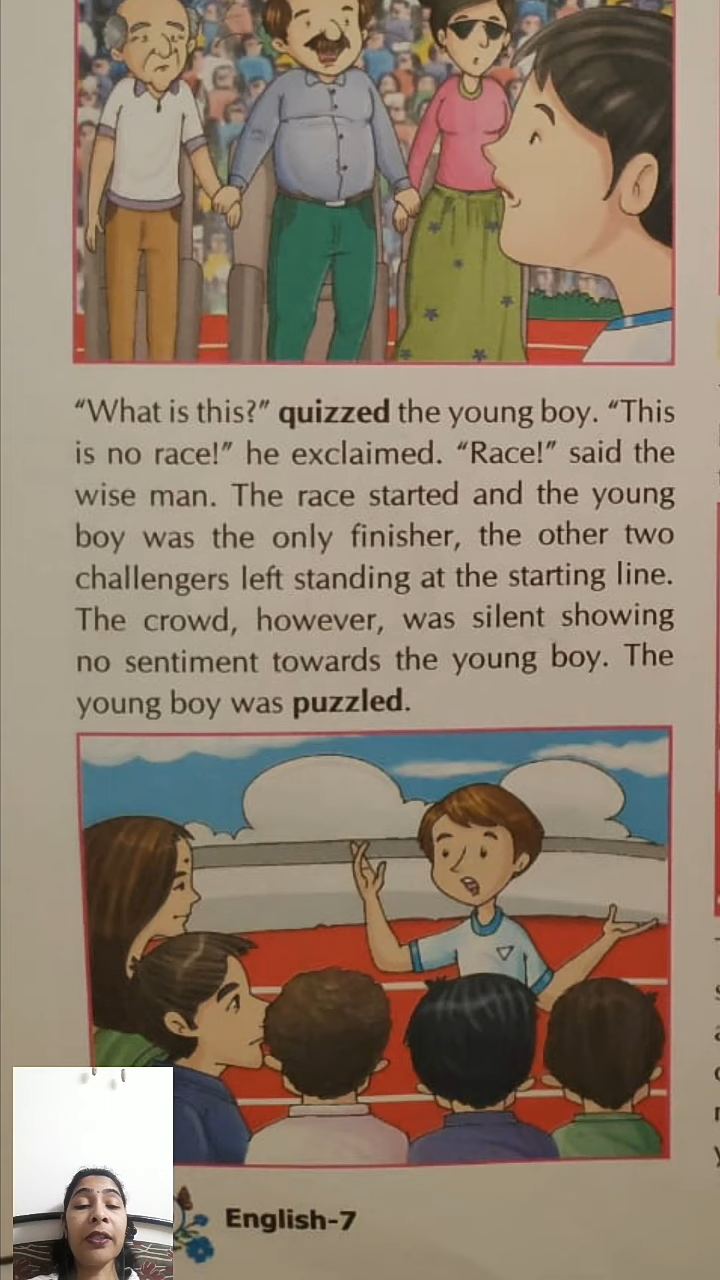 “What is this?” quizzed the young boy. “This
is no race!” he exclaimed. “Race!” said the
wise man. The race started and the young
boy was the only finisher, the other two
challengers left standing at the starting line.
The crowd, however, was silent showing
no sentiment towards the young boy. The
young boy was puzzled.
English-7